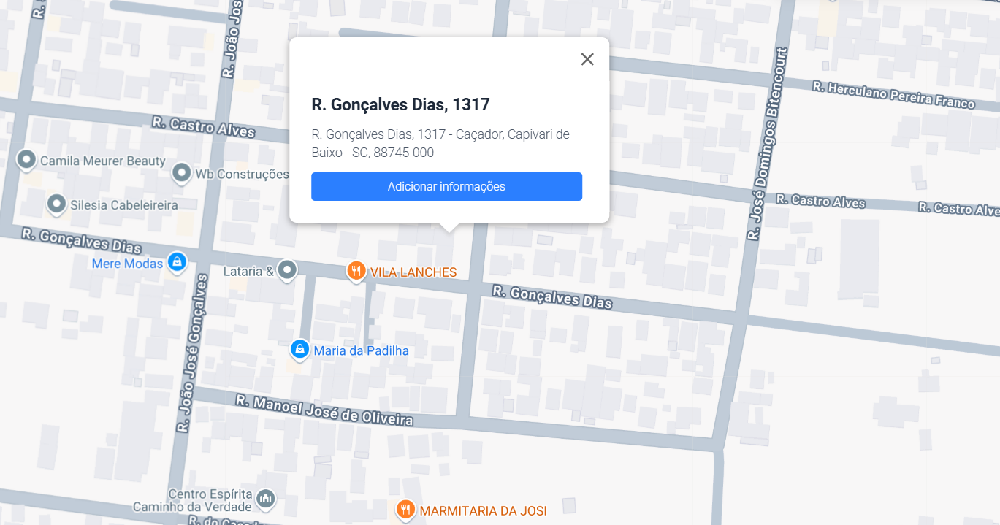 R.
R. João Jos
R. Gonçalves Dias, 1317
R. Gonçalves Dias, 1317 - Caçador, Capivari de
Baixo - SC, 88745-000
Adicionar informações
R. Herculano Pereira Franco
R. José Domingos Bitencourt
R. Castro Alves
Camila Meurer Beauty
Wb Construções
Silesia Cabeleireira
R. Castro Alves
R. Castro Alve
R. Gonçalves Dias
Mere Modas
Lataria &
VILA LANCHES
R. Gonçalves Dias
R. João José Gonçalves
Maria da Padilha
R. Manoel José de Oliveira
Centro Espírita
Caminho da Verdade
MARMITARIA DA JOSI
R. do Caçad